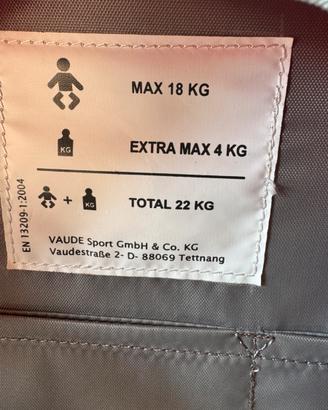 MAX 18 KG
KG
EXTRA MAX 4 KG
+ KG
TOTAL 22 KG
EN 13209-1:2004
VAUDE Sport GmbH & Co. KG
Vaudestraße 2- D- 88069 Tettnang